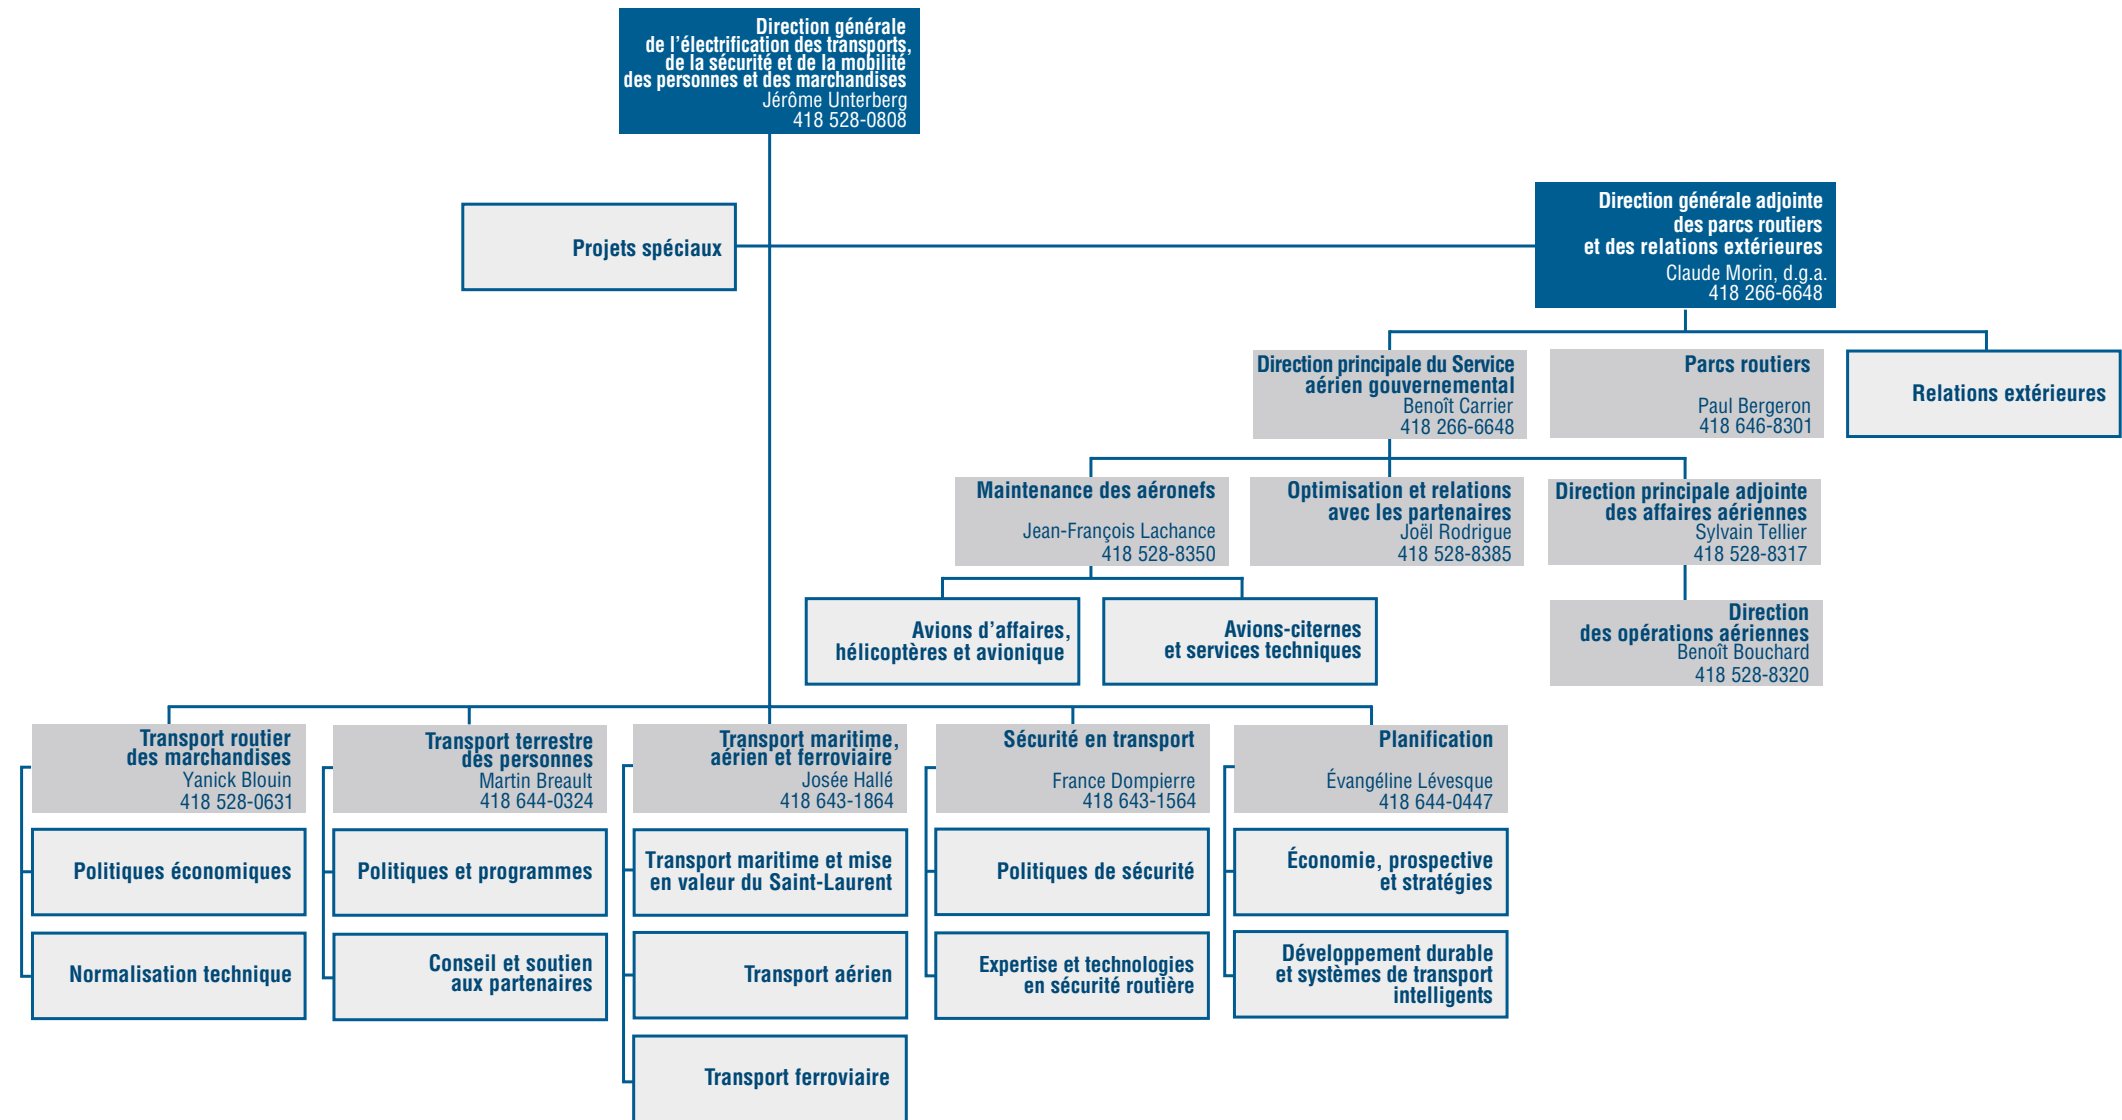 Direction générale
de l'électrification des transports,
de la sécurité et de la mobilité
des personnes et des marchandises
Jérôme Unterberg
418 528-0808
Projets spéciaux
Direction générale adjointe
des parcs routiers
et des relations extérieures
Claude Morin, d.g.a.
418 266-6648
Direction principale du Service
aérien gouvernemental
Benoît Carrier
418 266-6648
Parcs routiers
Paul Bergeron
418 646-8301
Relations extérieures
Maintenance des aéronefs
Jean-François Lachance
418 528-8350
Optimisation et relations
avec les partenaires
Joël Rodrigue
418 528-8385
Direction principale adjointe
des affaires aériennes
Sylvain Tellier
418 528-8317
Avions d'affaires,
hélicoptères et avionique
Avions-citernes
et services techniques
Direction
des opérations aériennes
Benoît Bouchard
418 528-8320
Transport routier
des marchandises
Yanick Blouin
418 528-0631
Transport terrestre
des personnes
Martin Breault
418 644-0324
Transport maritime,
aérien et ferroviaire
Josée Hallé
418 643-1864
Sécurité en transport
France Dompierre
418 643-1564
Planification
Évangéline Lévesque
418 644-0447
Politiques économiques
Politiques et programmes
Transport maritime et mise
en valeur du Saint-Laurent
Politiques de sécurité
Économie, prospective
et stratégies
Normalisation technique
Conseil et soutien
aux partenaires
Transport aérien
Expertise et technologies
en sécurité routière
Développement durable
et systèmes de transport
intelligents
Transport ferroviaire